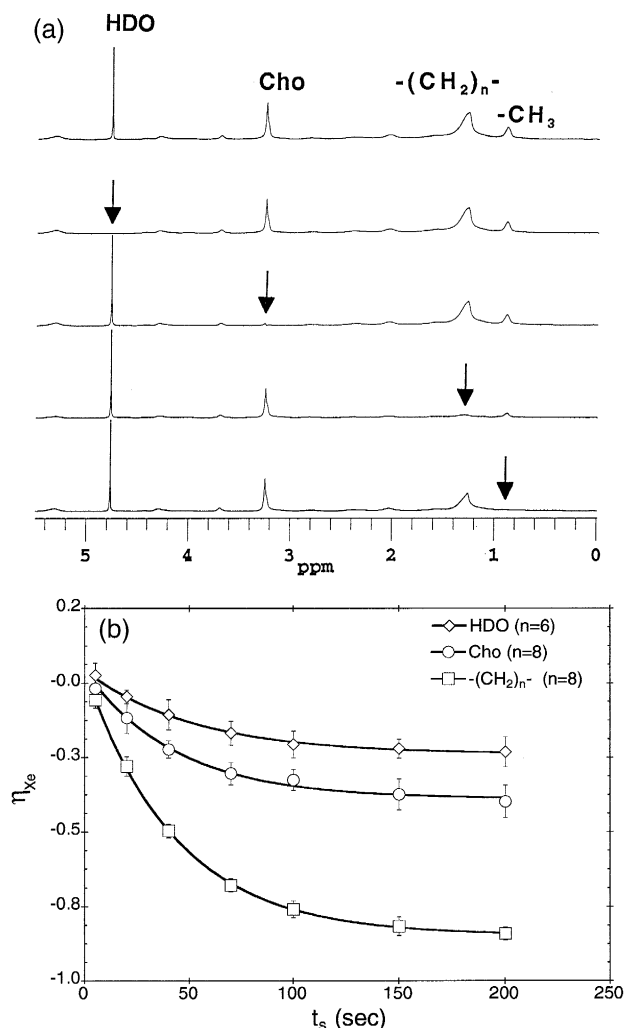 (a)
HDO
Cho
-(CH₂)ₙ-
-CH₃
5 4 3 2 1 0
ppm
(b)
HDO (n=6)
Cho (n=8)
-(CH₂)ₙ- (n=8)
0.2
-0.0
-0.3
-0.5
-0.8
-1.0
ηXe
0 50 100 150 200 250
tₛ (sec)